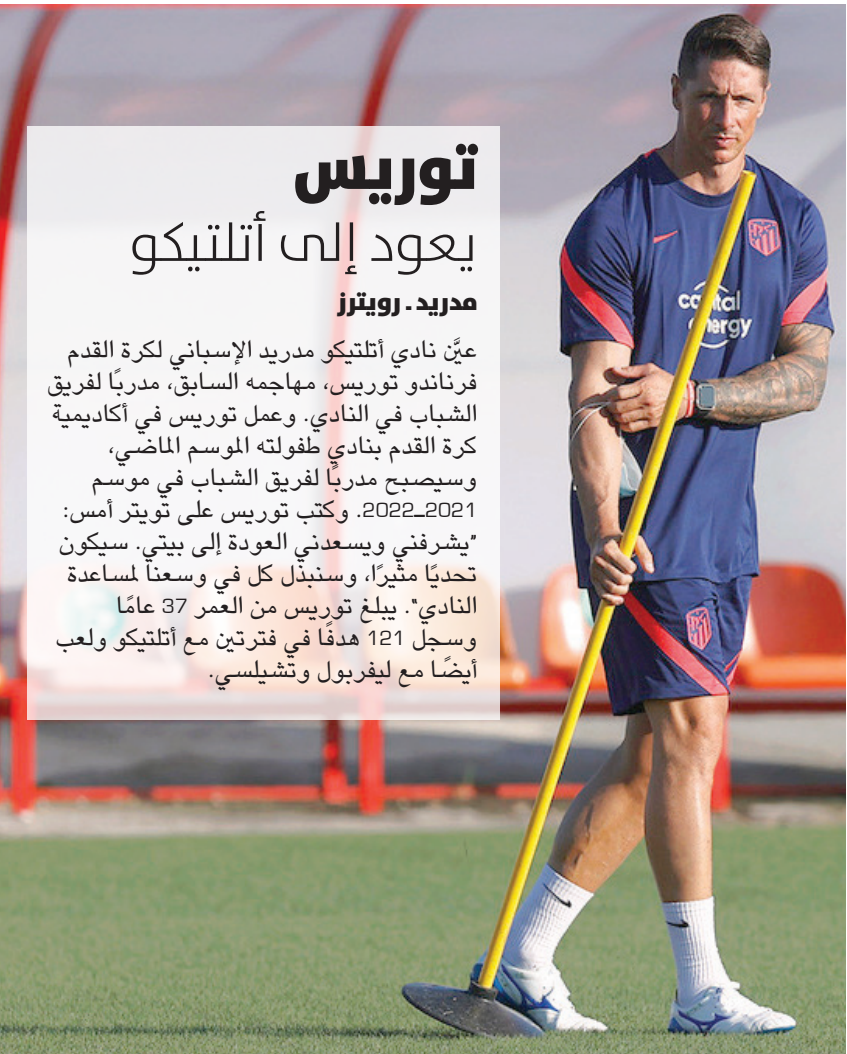 توريس
يعود إلى أتلتيكو
مدريد ـ رويترز
عيَّن نادي أتلتيكو مدريد الإسباني لكرة القدم
فرناندو توريس، مهاجمه السابق، مدربًا لفريق
الشباب في النادي. وعمل توريس في أكاديمية
كرة القدم بنادي طفولته الموسم الماضي،
وسيصبح مدربًا لفريق الشباب في موسم
2021ـ2022. وكتب توريس على تويتر أمس:
"يشرفني ويسعدني العودة إلى بيتي. سيكون
تحديًا مثيرًا، وسنبذل كل في وسعنا لمساعدة
النادي". يبلغ توريس من العمر 37 عامًا
وسجل 121 هدفًا في فترتين مع أتلتيكو ولعب
أيضًا مع ليفربول وتشيلسي.
energy